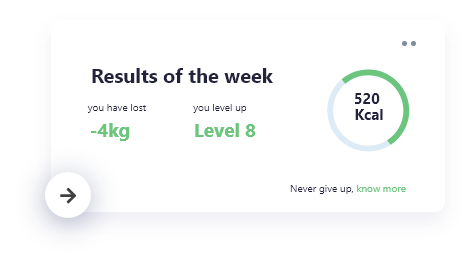 Results of the week
you have lost
-4kg
you level up
Level 8
520
Kcal
Never give up, know more